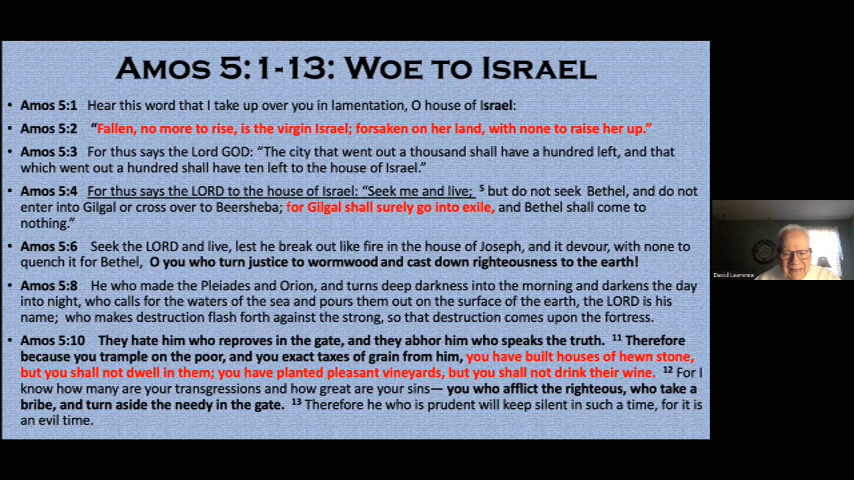 Amos 5:1-13: Woe to Israel
• Amos 5:1 Hear this word that I take up over you in lamentation, O house of Israel:
• Amos 5:2 “Fallen, no more to rise, is the virgin Israel; forsaken on her land, with none to raise her up.”
• Amos 5:3 For thus says the Lord GOD: “The city that went out a thousand shall have a hundred left, and that
which went out a hundred shall have ten left to the house of Israel.”
• Amos 5:4 For thus says the LORD to the house of Israel: “Seek me and live; 5 but do not seek Bethel, and do not
enter into Gilgal or cross over to Beersheba; for Gilgal shall surely go into exile, and Bethel shall come to
nothing.”
• Amos 5:6 Seek the LORD and live, lest he break out like fire in the house of Joseph, and it devour, with none to
quench it for Bethel, O you who turn justice to wormwood and cast down righteousness to the earth!
• Amos 5:8 He who made the Pleiades and Orion, and turns deep darkness into the morning and darkens the day
into night, who calls for the waters of the sea and pours them out on the surface of the earth, the LORD is his
name; who makes destruction flash forth against the strong, so that destruction comes upon the fortress.
• Amos 5:10 They hate him who reproves in the gate, and they abhor him who speaks the truth. 11 Therefore
because you trample on the poor, and you exact taxes of grain from him, you have built houses of hewn stone,
but you shall not dwell in them; you have planted pleasant vineyards, but you shall not drink their wine. 12 For I
know how many are your transgressions and how great are your sins— you who afflict the righteous, who take a
bribe, and turn aside the needy in the gate. 13 Therefore he who is prudent will keep silent in such a time, for it is
an evil time.
David Lawrence